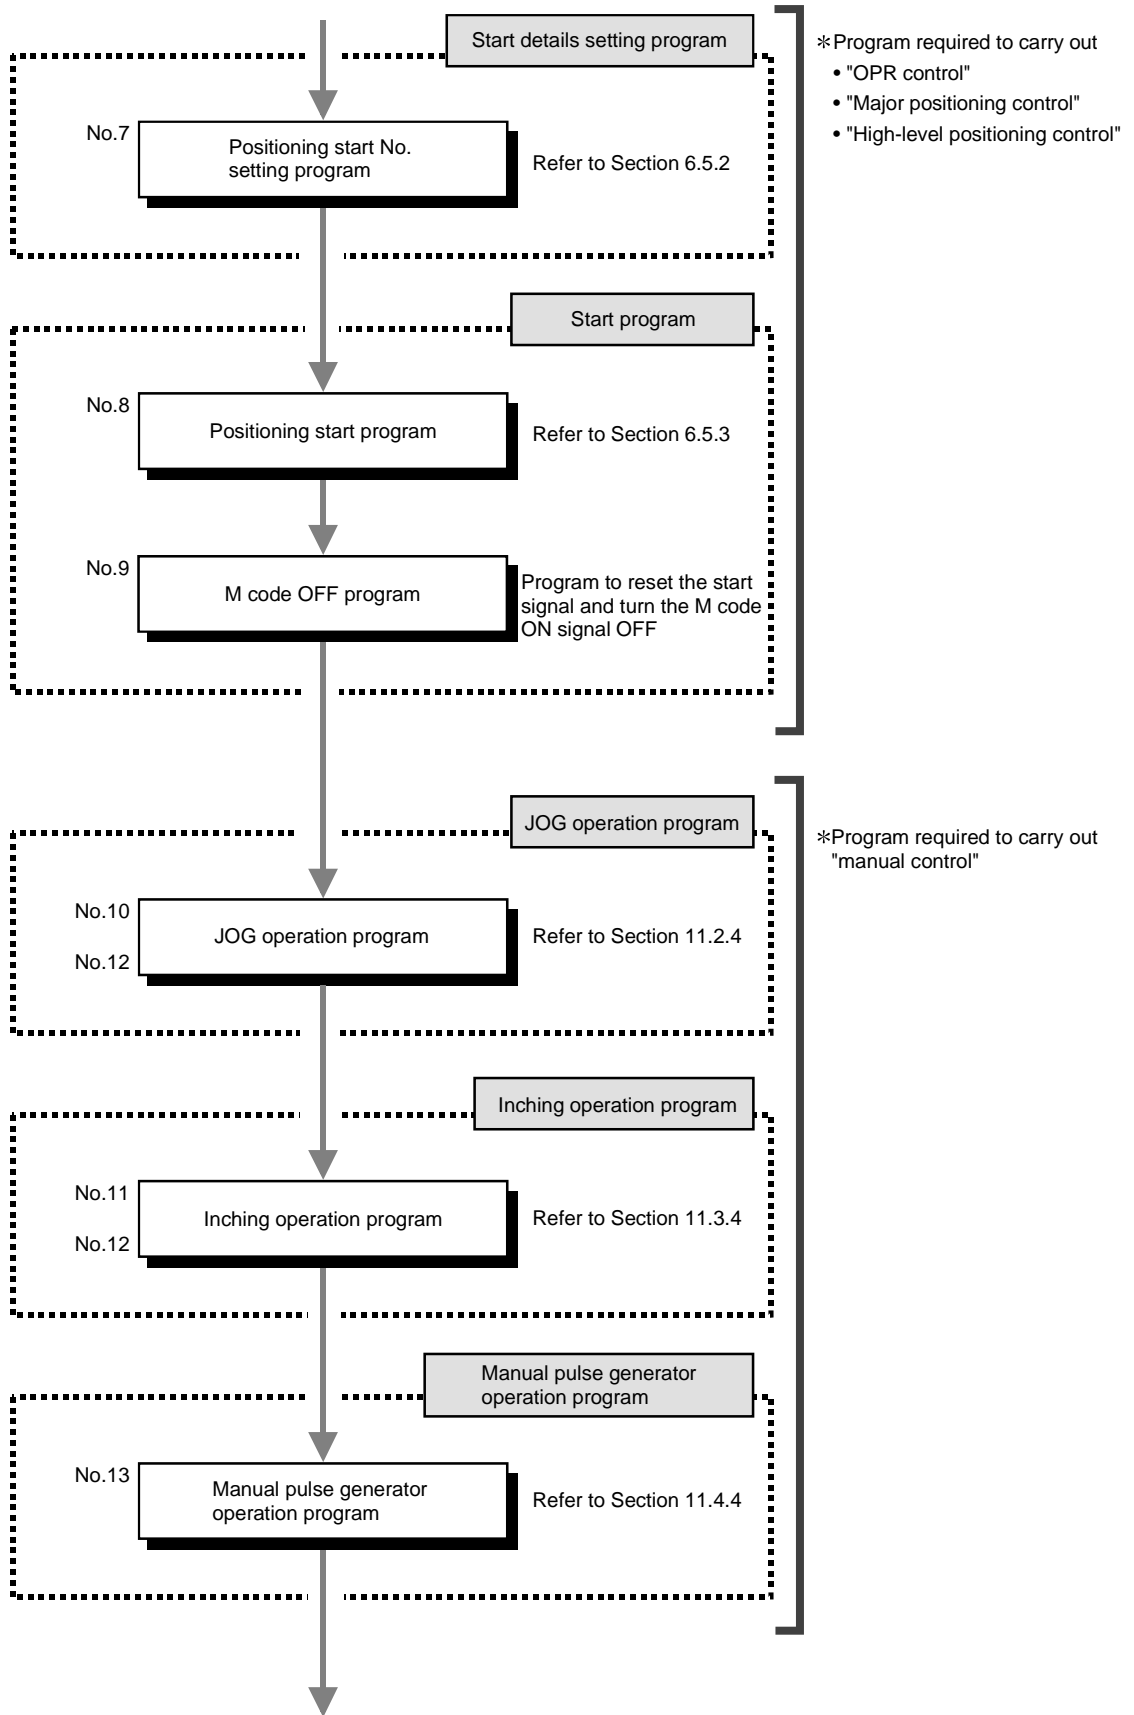 Start details setting program
No.7
Positioning start No.
setting program
Refer to Section 6.5.2
*Program required to carry out
• "OPR control"
• "Major positioning control"
• "High-level positioning control"
Start program
No.8
Positioning start program
Refer to Section 6.5.3
No.9
M code OFF program
Program to reset the start
signal and turn the M code
ON signal OFF
JOG operation program
*Program required to carry out
"manual control"
No.10
No.12
JOG operation program
Refer to Section 11.2.4
Inching operation program
No.11
No.12
Inching operation program
Refer to Section 11.3.4
Manual pulse generator
operation program
No.13
Manual pulse generator
operation program
Refer to Section 11.4.4